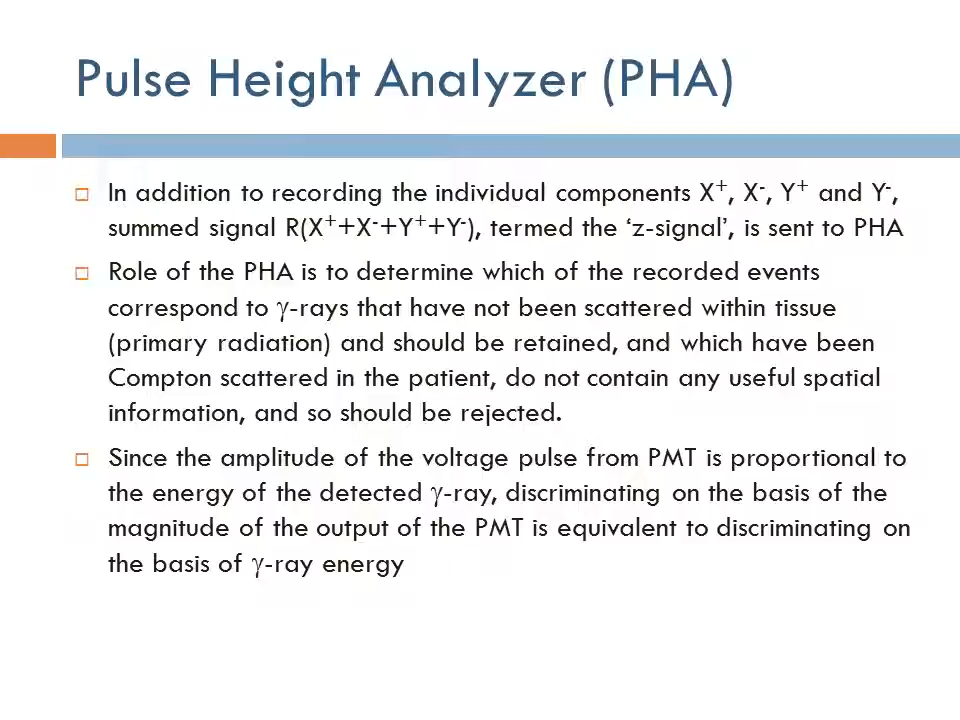 Pulse Height Analyzer (PHA)
In addition to recording the individual components X⁺, X⁻, Y⁺ and Y⁻,
summed signal R(X⁺+X⁻+Y⁺+Y⁻), termed the ‘z-signal’, is sent to PHA
Role of the PHA is to determine which of the recorded events
correspond to γ-rays that have not been scattered within tissue
(primary radiation) and should be retained, and which have been
Compton scattered in the patient, do not contain any useful spatial
information, and so should be rejected.
Since the amplitude of the voltage pulse from PMT is proportional to
the energy of the detected γ-ray, discriminating on the basis of the
magnitude of the output of the PMT is equivalent to discriminating on
the basis of γ-ray energy